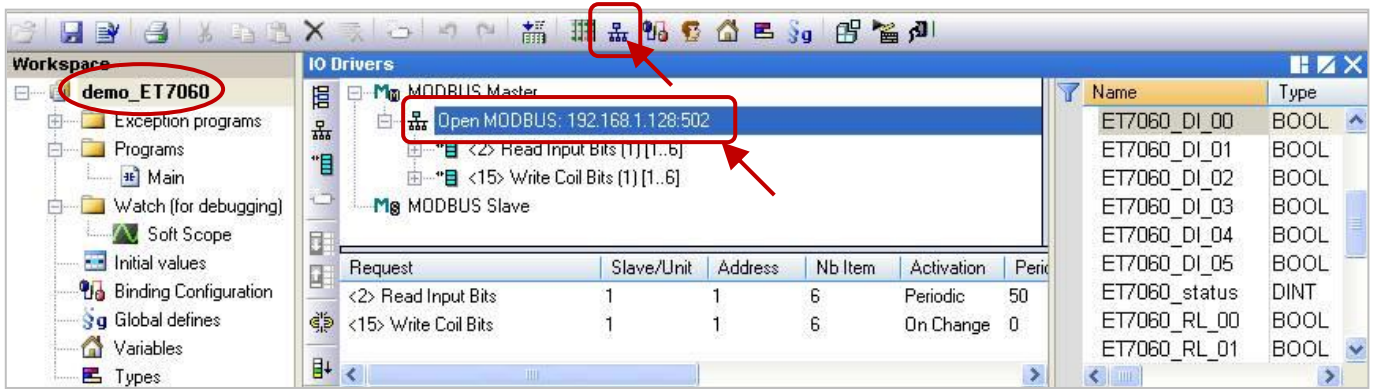 Workspace
demo_ET7060
Exception programs
Programs
Main
Watch (for debugging)
Soft Scope
Initial values
Binding Configuration
Global defines
Variables
Types
IO Drivers
MODBUS Master
Open MODBUS: 192.168.1.128:502
<2> Read Input Bits (1) [1..6]
<15> Write Coil Bits (1) [1..6]
MODBUS Slave
Request Slave/Unit Address Nb Item Activation
<2> Read Input Bits 1 1 6 Periodic 50
<15> Write Coil Bits 1 1 6 On Change 0
Name Type
ET7060_DI_00 BOOL
ET7060_DI_01 BOOL
ET7060_DI_02 BOOL
ET7060_DI_03 BOOL
ET7060_DI_04 BOOL
ET7060_DI_05 BOOL
ET7060_status DINT
ET7060_RL_00 BOOL
ET7060_RL_01 BOOL